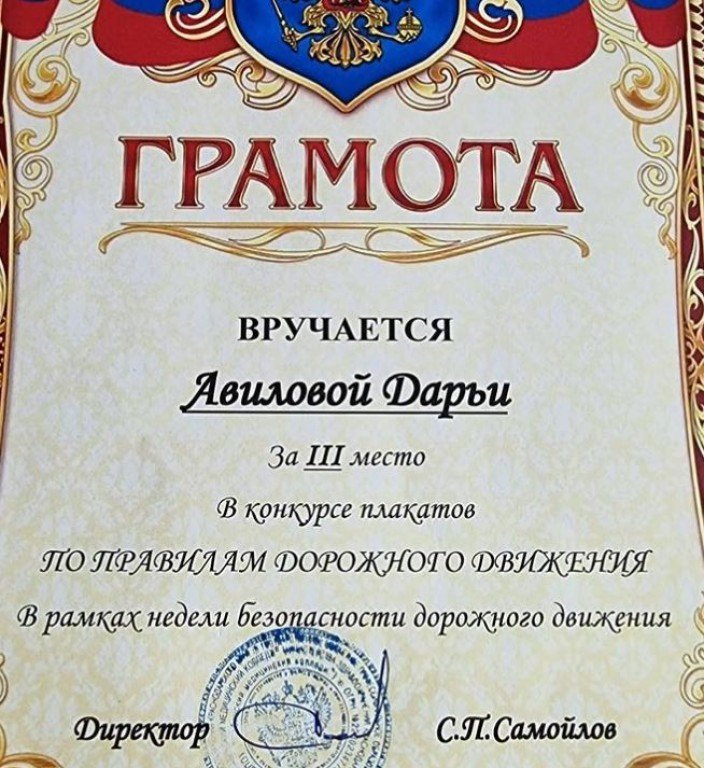 ГРАМОТА
ВРУЧАЕТСЯ
Авиловой Дарьи
За III место
В конкурсе плакатов
ПО ПРАВИЛАМ ДОРОЖНОГО ДВИЖЕНИЯ
В рамках недели безопасности дорожного движения
Директор С.П.Самойлов